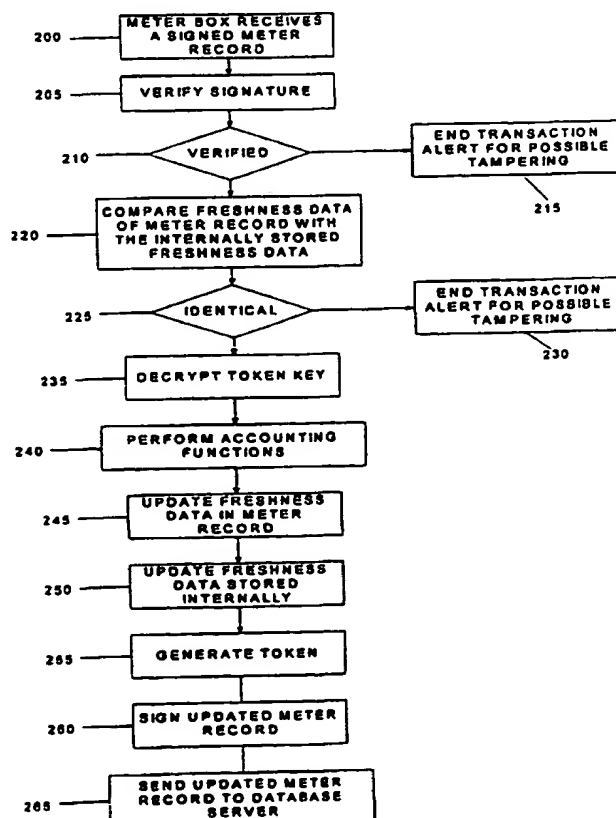 200
METER BOX RECEIVES
A SIGNED METER
RECORD
205
VERIFY SIGNATURE
210
VERIFIED
END TRANSACTION
ALERT FOR POSSIBLE
TAMPERING
215
220
COMPARE FRESHNESS DATA
OF METER RECORD WITH
THE INTERNALLY STORED
FRESHNESS DATA
225
IDENTICAL
END TRANSACTION
ALERT FOR POSSIBLE
TAMPERING
230
235
DECRYPT TOKEN KEY
240
PERFORM ACCOUNTING
FUNCTIONS
245
UPDATE FRESHNESS
DATA IN METER
RECORD
250
UPDATE FRESHNESS
DATA STORED
INTERNALLY
255
GENERATE TOKEN
260
SIGN UPDATED METER
RECORD
265
SEND UPDATED METER
RECORD TO DATABASE
SERVER